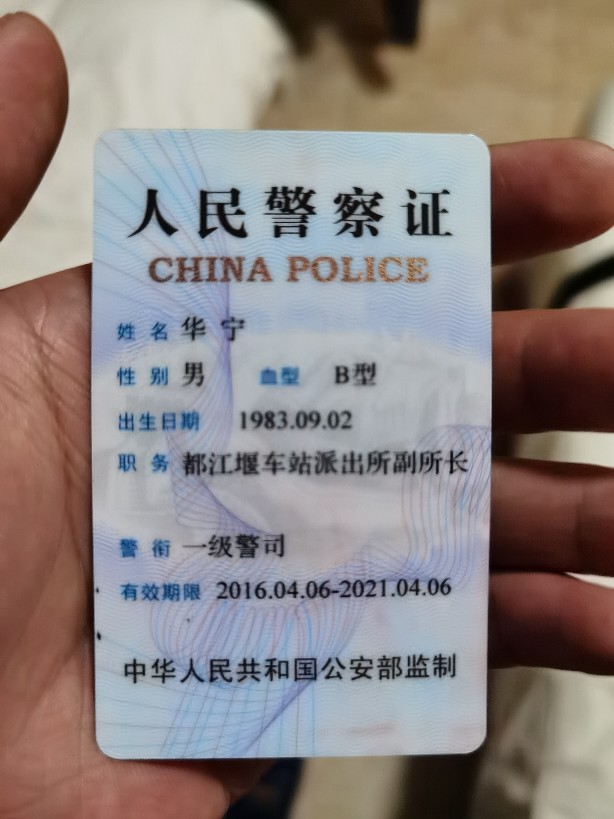 人民警察证
CHINA POLICE
姓名 华宁
性别 男 血型 B型
出生日期 1983.09.02
职务 都江堰车站派出所副所长
警衔 一级警司
有效期限 2016.04.06-2021.04.06
中华人民共和国公安部监制